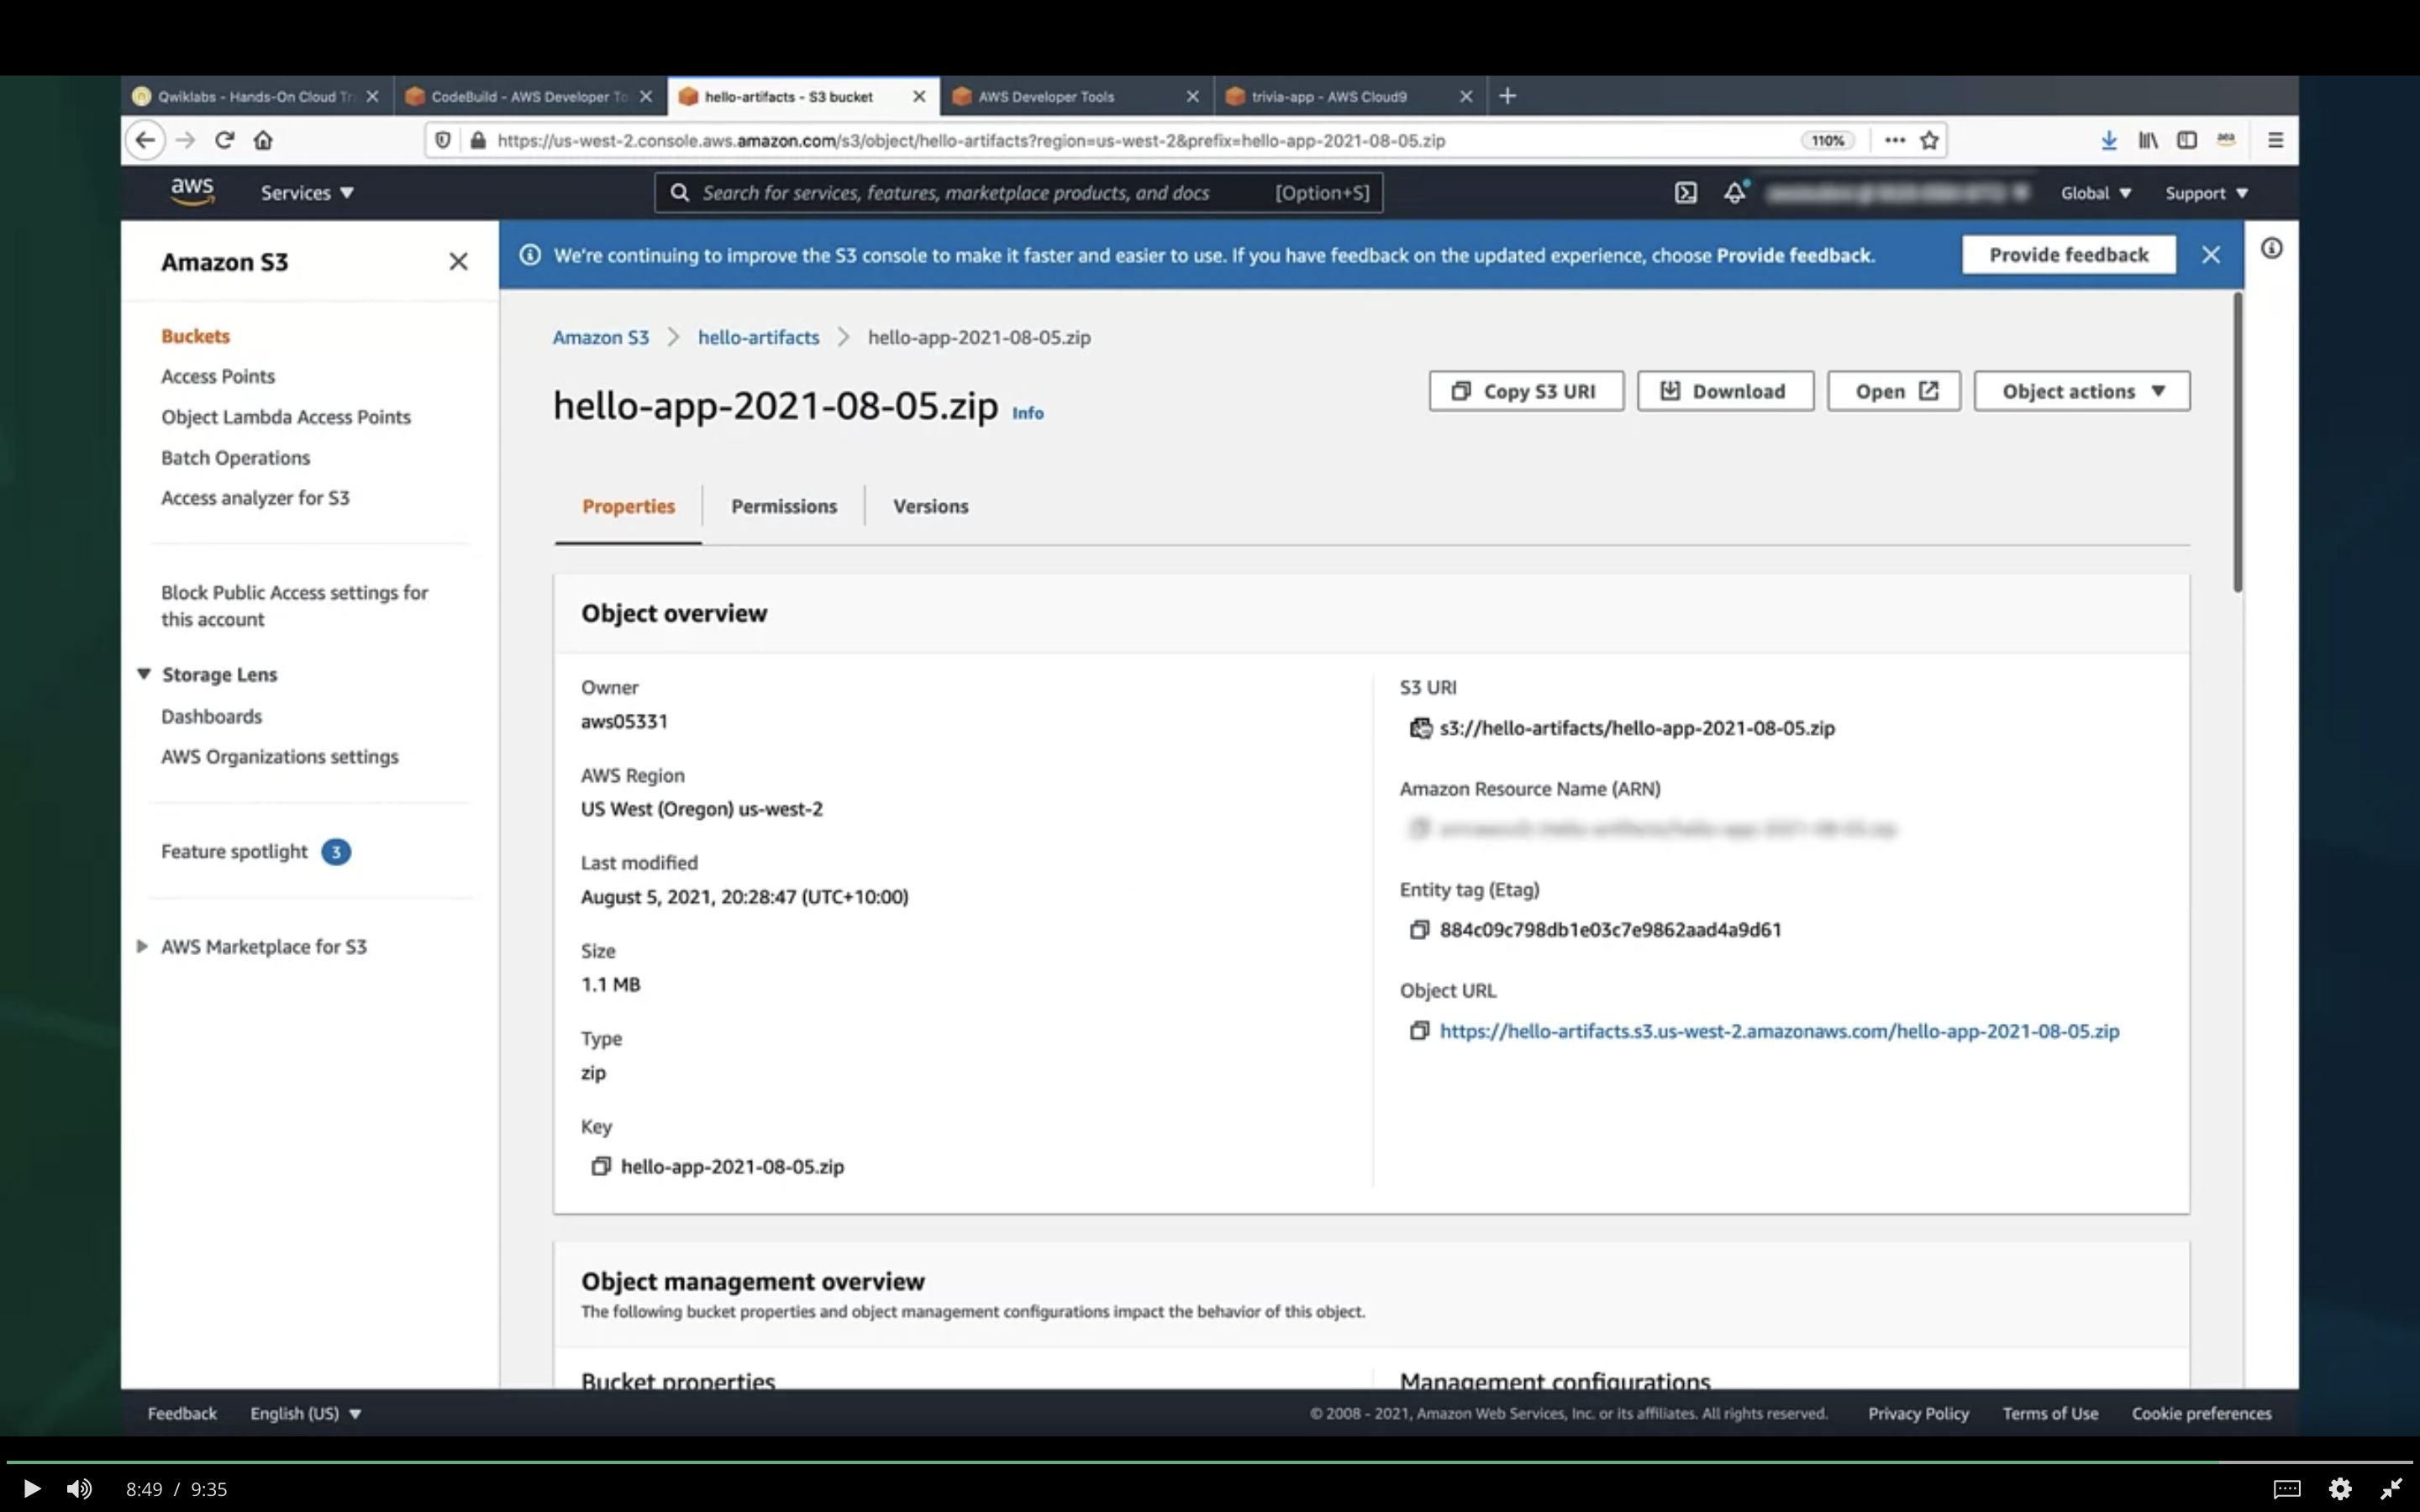 Qwiklabs - Hands-On Cloud Tr
CodeBuild - AWS Developer To
hello-artifacts - S3 bucket
AWS Developer Tools
trivia-app - AWS Cloud9
https://us-west-2.console.aws.amazon.com/s3/object/hello-artifacts?region=us-west-2&prefix=hello-app-2021-08-05.zip
110%
aws
Services
Search for services, features, marketplace products, and docs
[Option+S]
Global
Support
Amazon S3
We're continuing to improve the S3 console to make it faster and easier to use. If you have feedback on the updated experience, choose Provide feedback.
Provide feedback
Buckets
Access Points
Object Lambda Access Points
Batch Operations
Access analyzer for S3
Block Public Access settings for
this account
Storage Lens
Dashboards
AWS Organizations settings
Feature spotlight 3
AWS Marketplace for S3
Amazon S3 > hello-artifacts > hello-app-2021-08-05.zip
hello-app-2021-08-05.zip Info
Copy S3 URI
Download
Open
Object actions
Properties
Permissions
Versions
Object overview
Owner
aws05331
AWS Region
US West (Oregon) us-west-2
Last modified
August 5, 2021, 20:28:47 (UTC+10:00)
Size
1.1 MB
Type
zip
Key
hello-app-2021-08-05.zip
S3 URI
s3://hello-artifacts/hello-app-2021-08-05.zip
Amazon Resource Name (ARN)
Entity tag (Etag)
884c09c798db1e03c7e9862aad4a9d61
Object URL
https://hello-artifacts.s3.us-west-2.amazonaws.com/hello-app-2021-08-05.zip
Object management overview
The following bucket properties and object management configurations impact the behavior of this object.
Bucket properties
Management configurations
Feedback
English (US)
© 2008 - 2021, Amazon Web Services, Inc. or its affiliates. All rights reserved.
Privacy Policy
Terms of Use
Cookie preferences
8:49 / 9:35